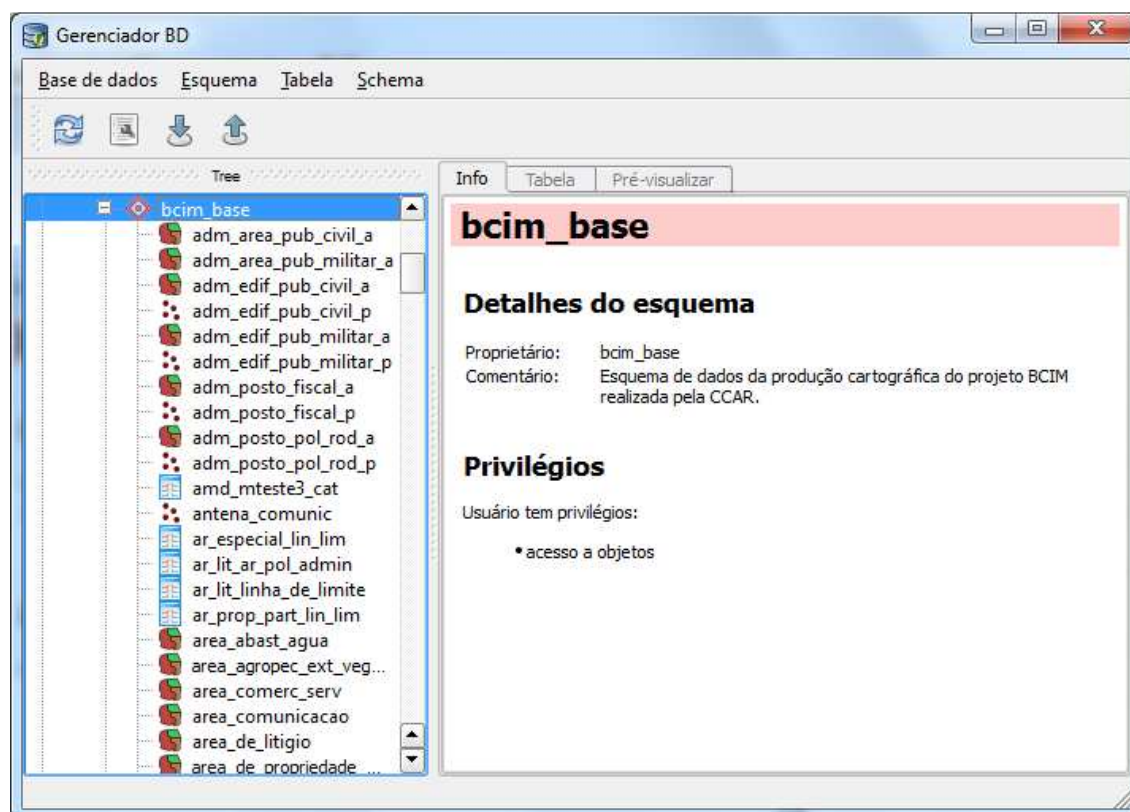 Gerenciador BD
Base de dados Esquema Tabela Schema
Tree
bcim_base
adm_area_pub_civil_a
adm_area_pub_militar_a
adm_edif_pub_civil_a
adm_edif_pub_civil_p
adm_edif_pub_militar_a
adm_edif_pub_militar_p
adm_posto_fiscal_a
adm_posto_fiscal_p
adm_posto_pol_rod_a
adm_posto_pol_rod_p
amd_mteste3_cat
antena_comunic
ar_especial_lin_lim
ar_lit_ar_pol_admin
ar_lit_linha_de_limite
ar_prop_part_lin_lim
area_abast_agua
area_agropec_ext_veg...
area_comerc_serv
area_comunicacao
area_de_litigio
area_de_propriedade ...
Info Tabela Pré-visualizar
bcim_base
Detalhes do esquema
Proprietário: bcim_base
Comentário: Esquema de dados da produção cartográfica do projeto BCIM
realizada pela CCAR.
Privilégios
Usuário tem privilégios:
• acesso a objetos